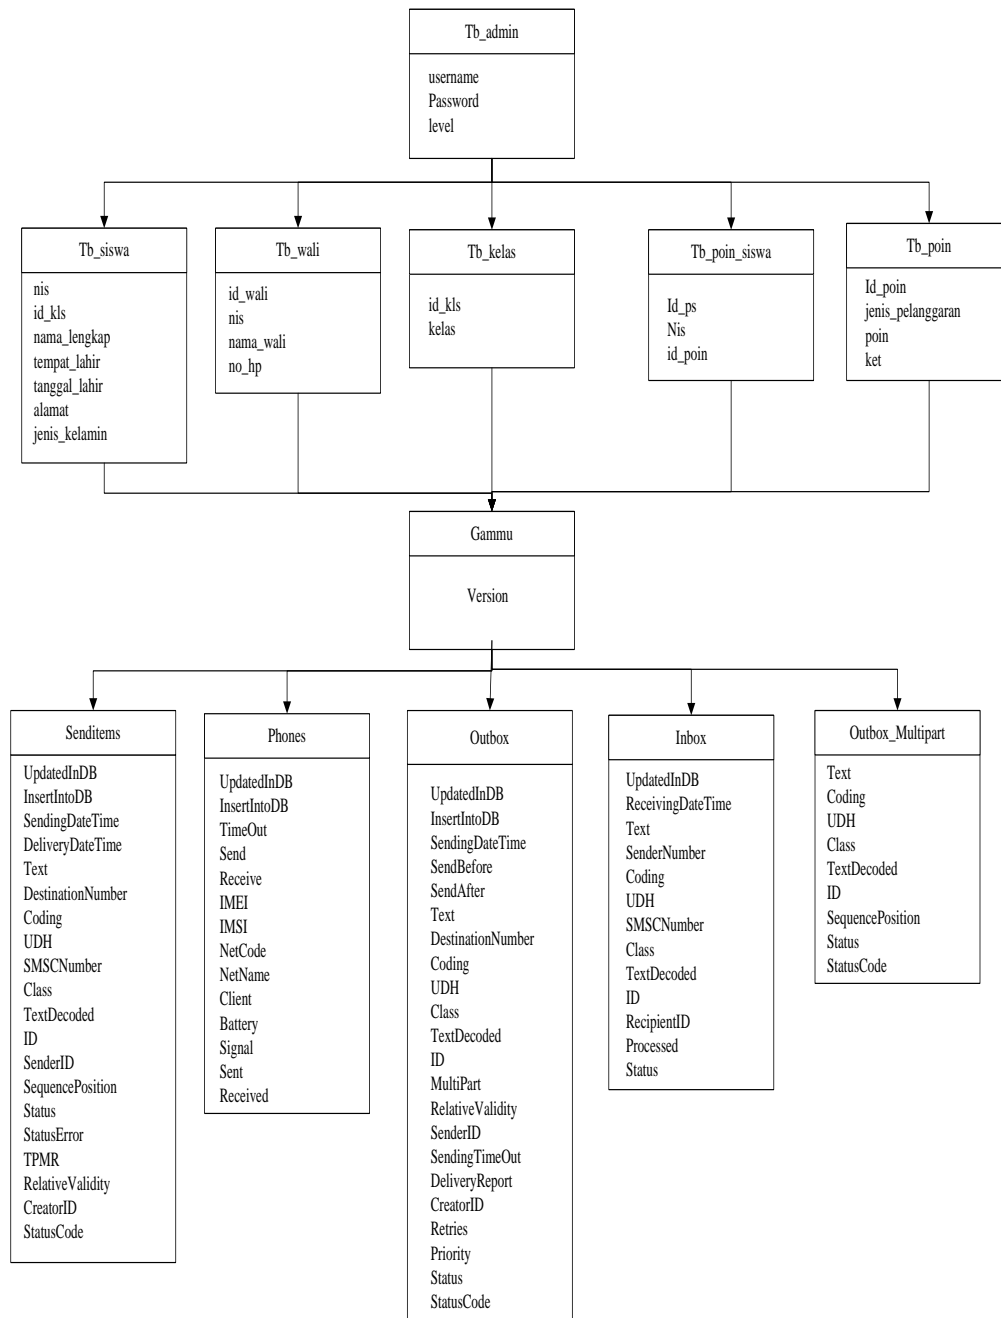 Tb_admin
username
Password
level
Tb_siswa
nis
id_kls
nama_lengkap
tempat_lahir
tanggal_lahir
alamat
jenis_kelamin
Tb_wali
id_wali
nis
nama_wali
no_hp
Tb_kelas
id_kls
kelas
Tb_poin_siswa
Id_ps
Nis
id_poin
Tb_poin
Id_poin
jenis_pelanggaran
poin
ket
Gammu
Version
Senditems
UpdatedInDB
InsertIntoDB
SendingDateTime
DeliveryDateTime
Text
DestinationNumber
Coding
UDH
SMSCNumber
Class
TextDecoded
ID
SenderID
SequencePosition
Status
StatusError
TPMR
RelativeValidity
CreatorID
StatusCode
Phones
UpdatedInDB
InsertIntoDB
TimeOut
Send
Receive
IMEI
IMSI
NetCode
NetName
Client
Battery
Signal
Sent
Received
Outbox
UpdatedInDB
InsertIntoDB
SendingDateTime
SendBefore
SendAfter
Text
DestinationNumber
Coding
UDH
Class
TextDecoded
ID
MultiPart
RelativeValidity
SenderID
SendingTimeOut
DeliveryReport
CreatorID
Retries
Priority
Status
StatusCode
Inbox
UpdatedInDB
ReceivingDateTime
Text
SenderNumber
Coding
UDH
SMSCNumber
Class
TextDecoded
ID
RecipientID
Processed
Status
Outbox_Multipart
Text
Coding
UDH
Class
TextDecoded
ID
SequencePosition
Status
StatusCode